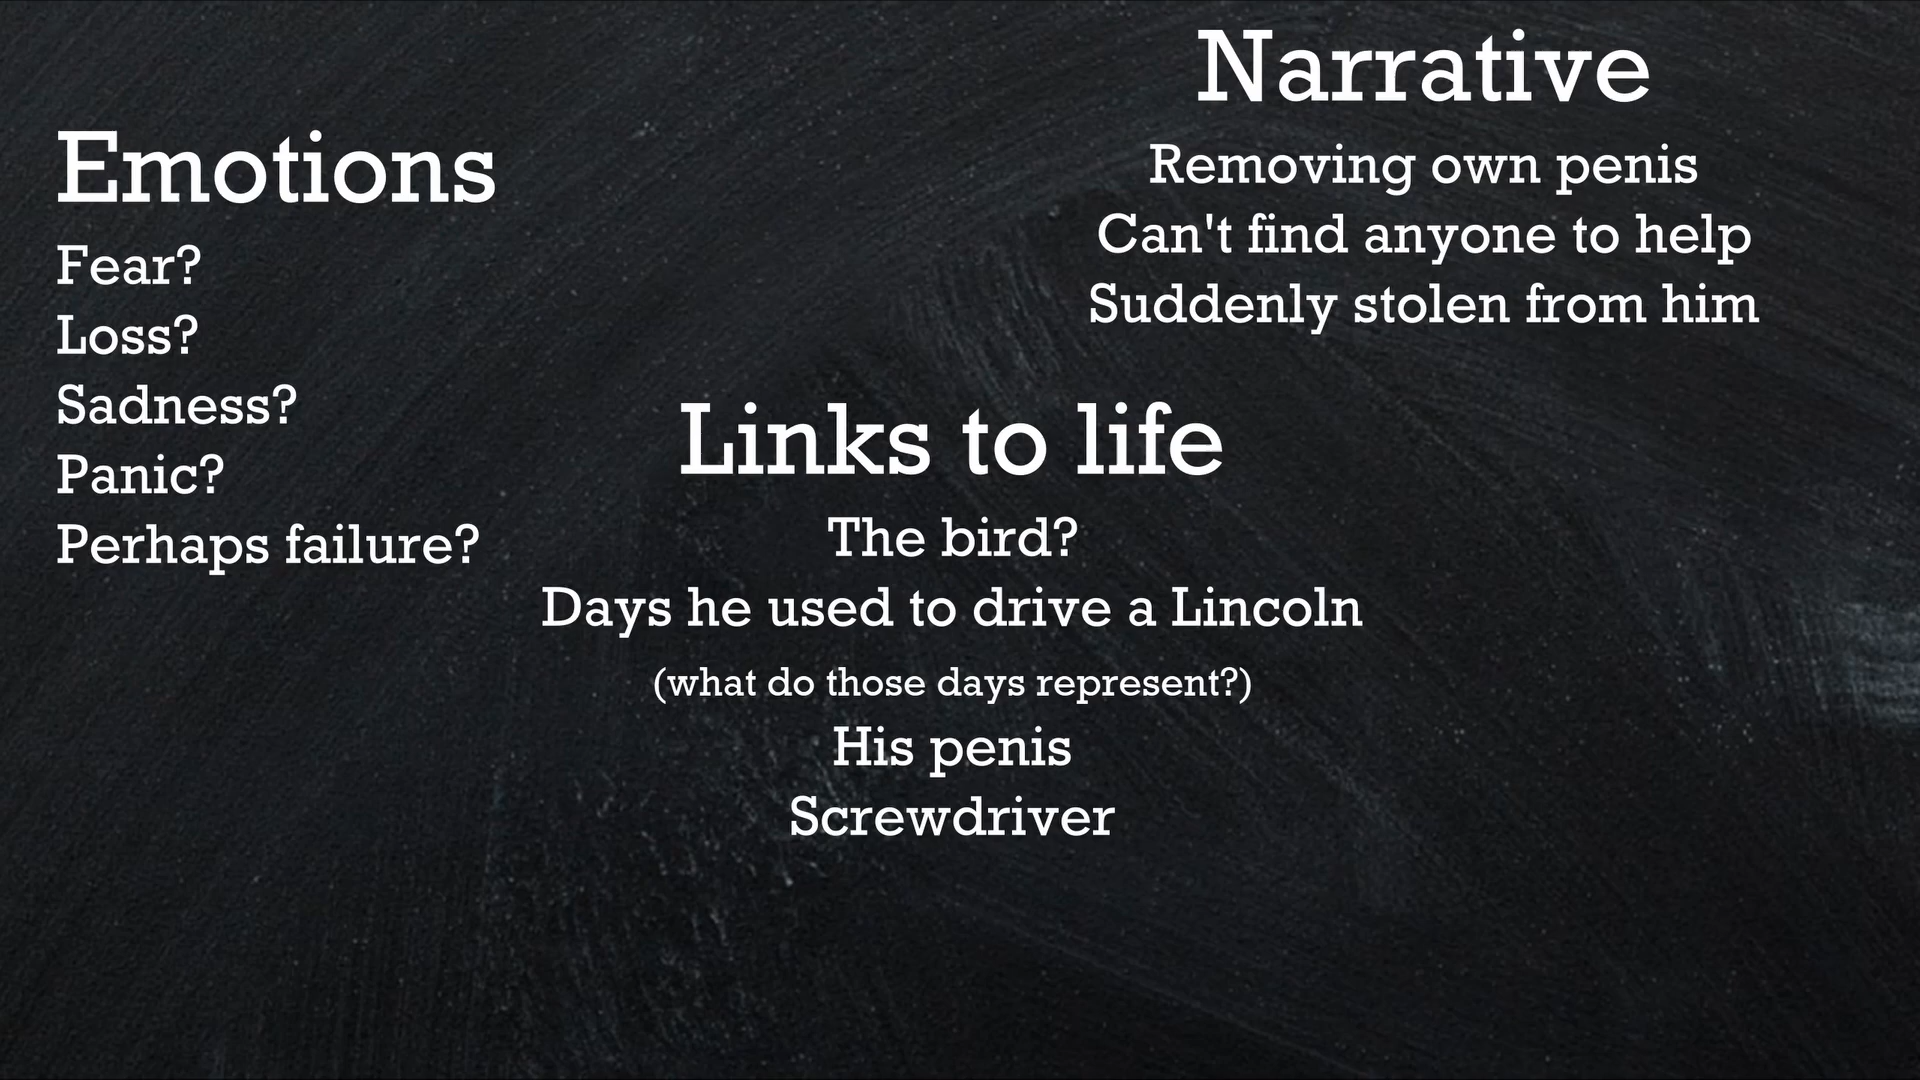 Emotions
Fear?
Loss?
Sadness?
Panic?
Perhaps failure?
Narrative
Removing own penis
Can't find anyone to help
Suddenly stolen from him
Links to life
The bird?
Days he used to drive a Lincoln
(what do those days represent?)
His penis
Screwdriver